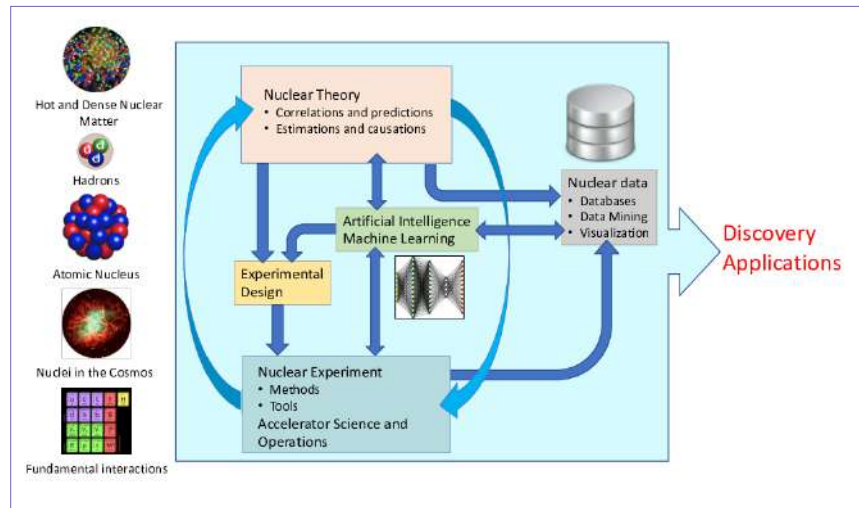 Hot and Dense Nuclear
Matter
Hadrons
Atomic Nucleus
Nuclei in the Cosmos
Fundamental interactions
Nuclear Theory
• Correlations and predictions
• Estimations and causations
Artificial Intelligence
Machine Learning
Experimental
Design
Nuclear Experiment
• Methods
• Tools
Accelerator Science and
Operations
Nuclear data
• Databases
• Data Mining
• Visualization
Discovery
Applications
d
d